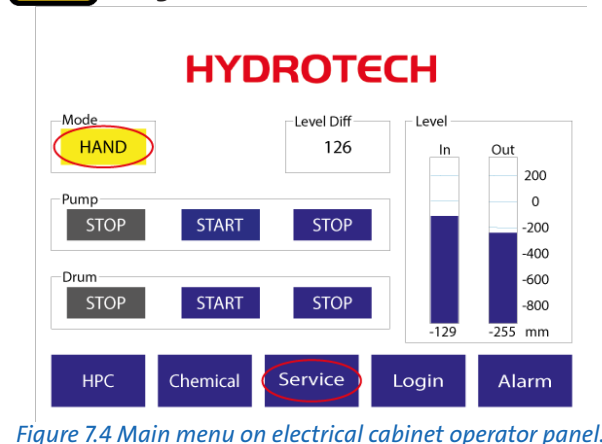 HYDROTECH
Mode
HAND
Level Diff
126
Level
In Out
200
0
-200
-400
-600
-800
-129 -255 mm
Pump
STOP START STOP
Drum
STOP START STOP
HPC Chemical Service Login Alarm
Figure 7.4 Main menu on electrical cabinet operator panel.